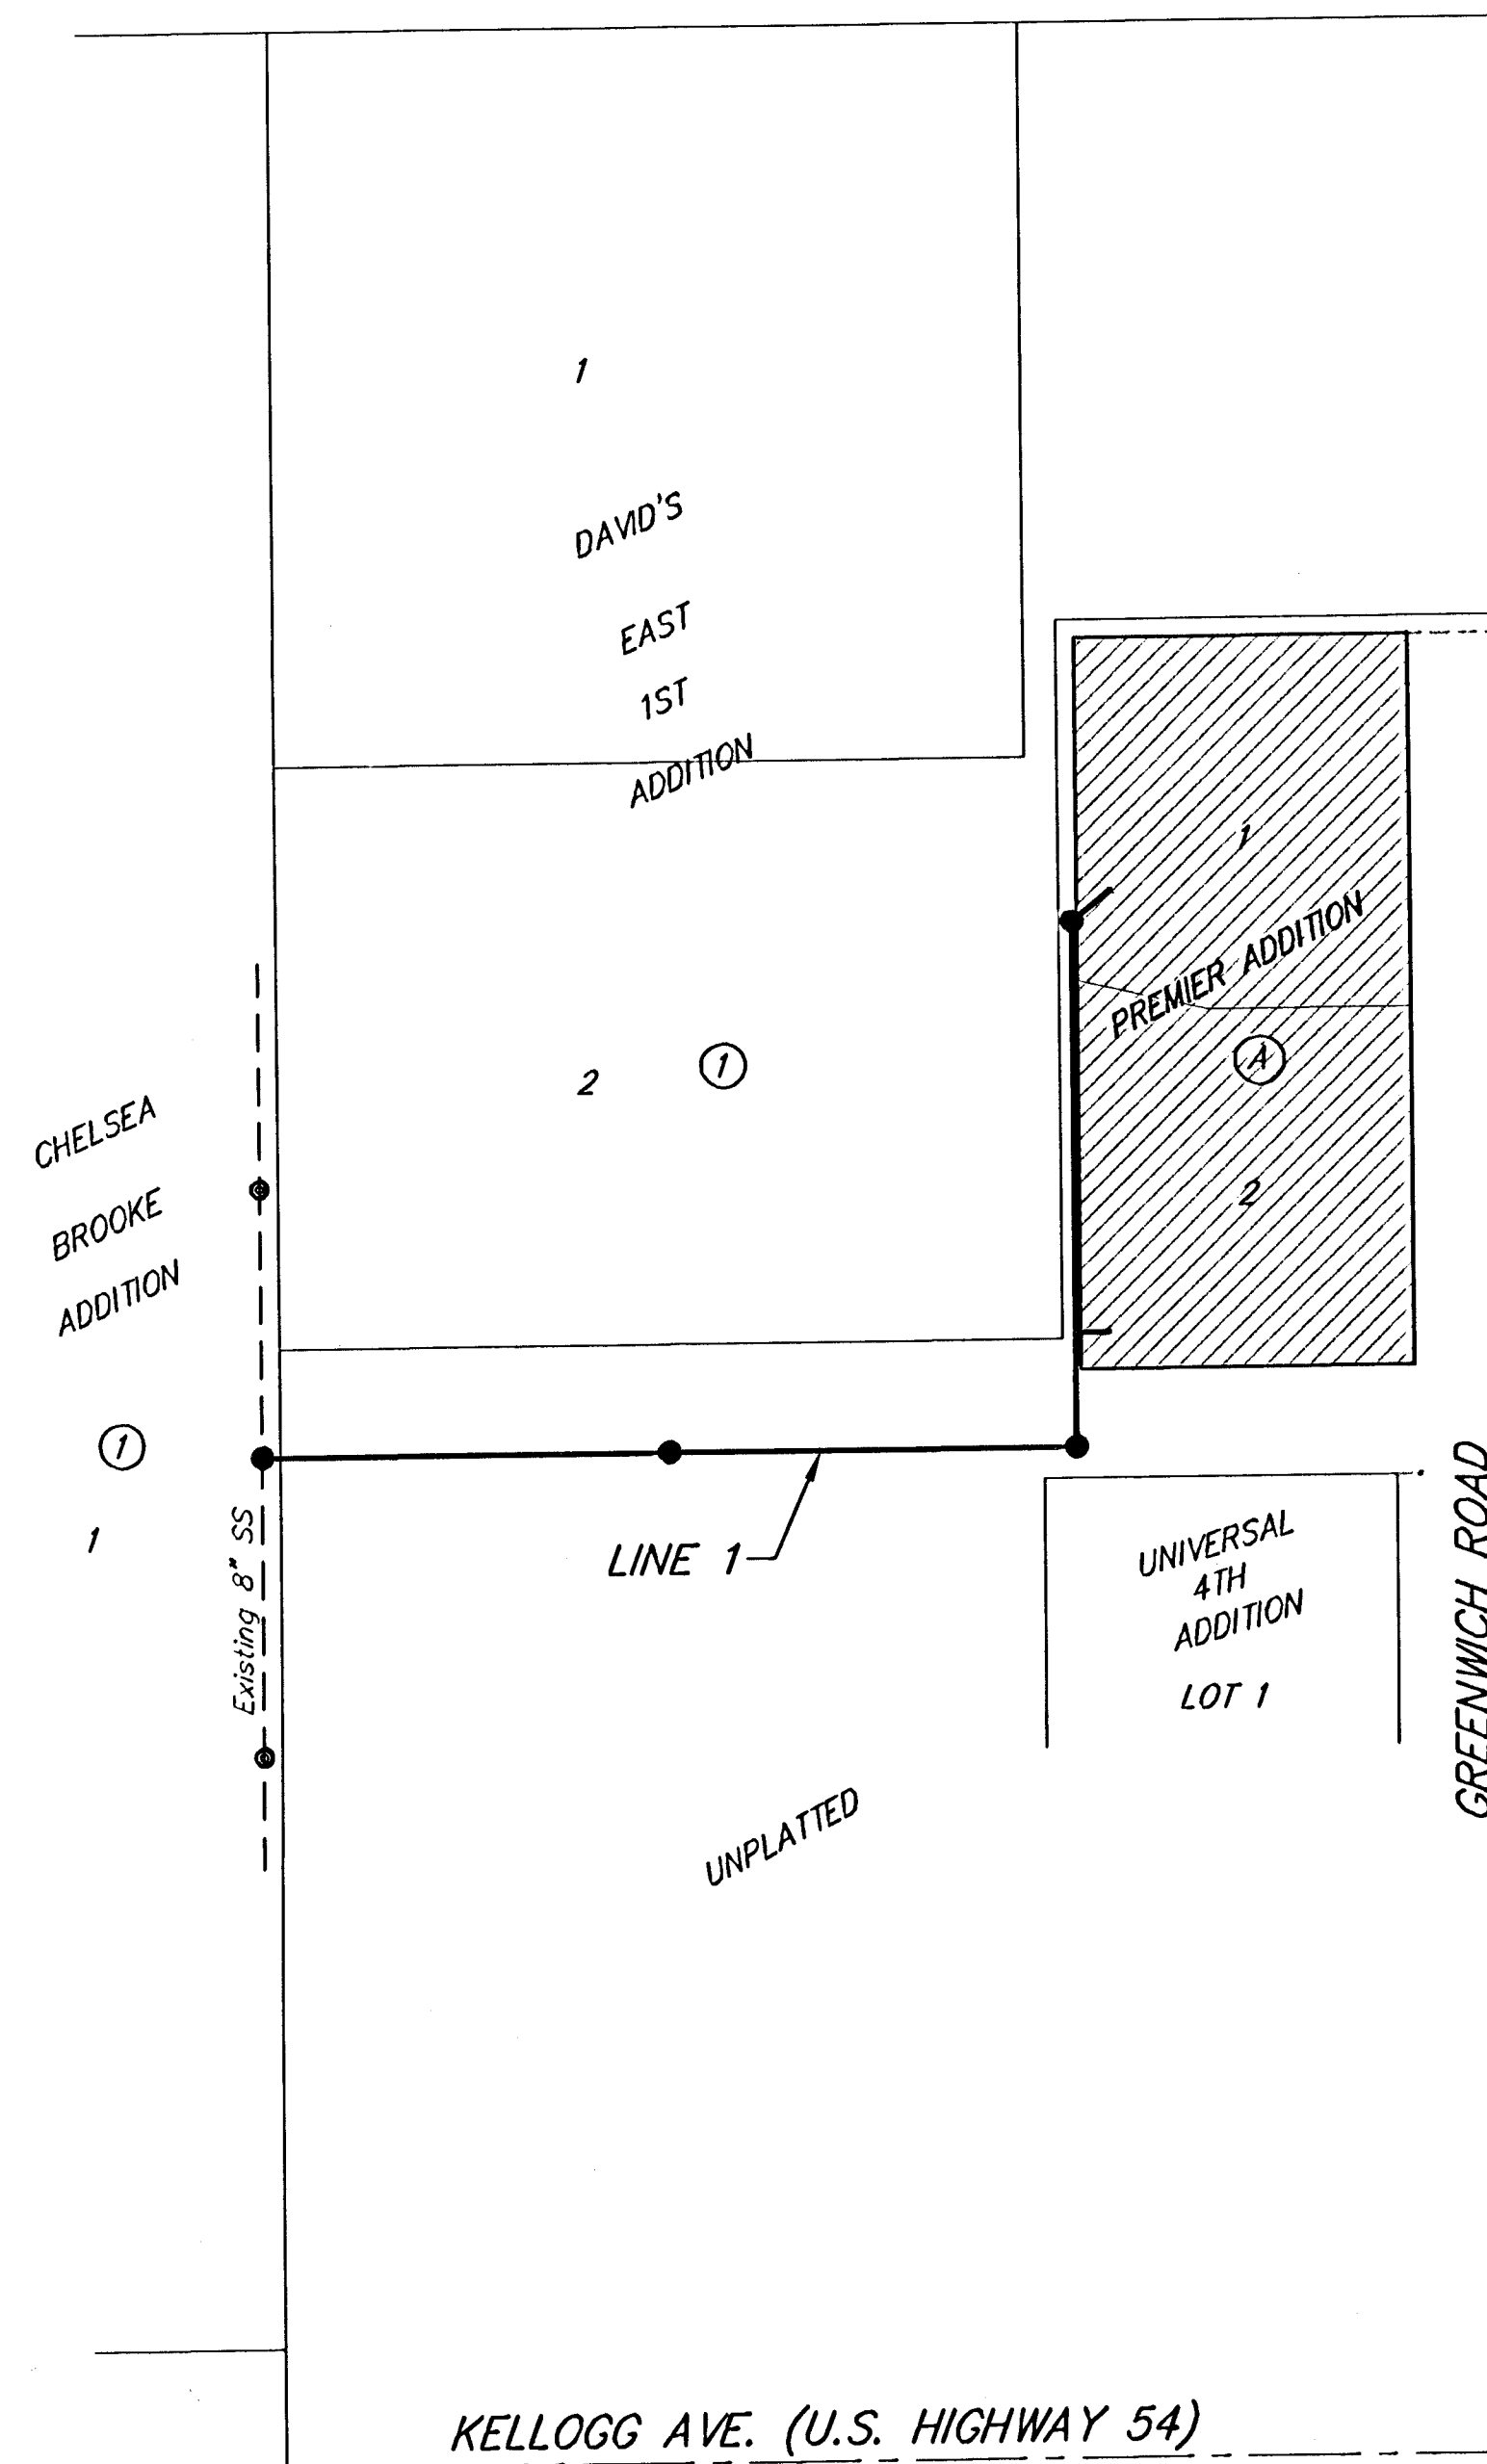 1
DAVID'S
EAST
1ST
ADDITION
1
PREMIER ADDITION
A
2
2
1
CHELSEA
BROOKE
ADDITION
1
1
Existing 8" SS
LINE 1
UNIVERSAL
4TH
ADDITION
LOT 1
GREENWICH ROAD
UNPLATTED
KELLOGG AVE. (U.S. HIGHWAY 54)